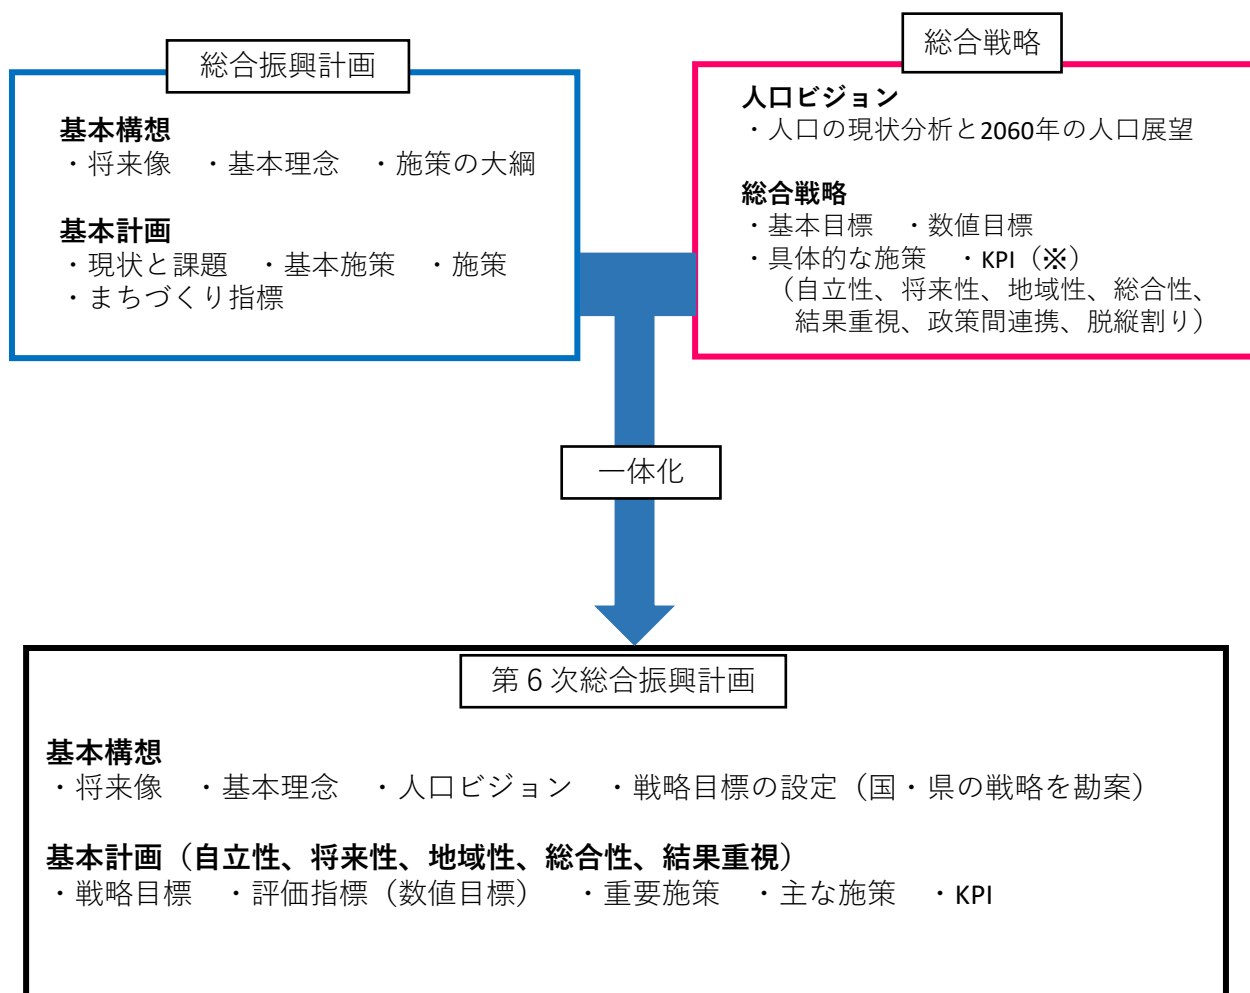 総合振興計画
基本構想
・将来像　・基本理念　・施策の大綱
基本計画
・現状と課題　・基本施策　・施策
・まちづくり指標
総合戦略
人口ビジョン
・人口の現状分析と2060年の人口展望
総合戦略
・基本目標　・数値目標
・具体的な施策　・KPI（※）
（自立性、将来性、地域性、総合性、
結果重視、政策間連携、脱縦割り）
一体化
第６次総合振興計画
基本構想
・将来像　・基本理念　・人口ビジョン　・戦略目標の設定（国・県の戦略を勘案）
基本計画（自立性、将来性、地域性、総合性、結果重視）
・戦略目標　・評価指標（数値目標）　・重要施策　・主な施策　・KPI